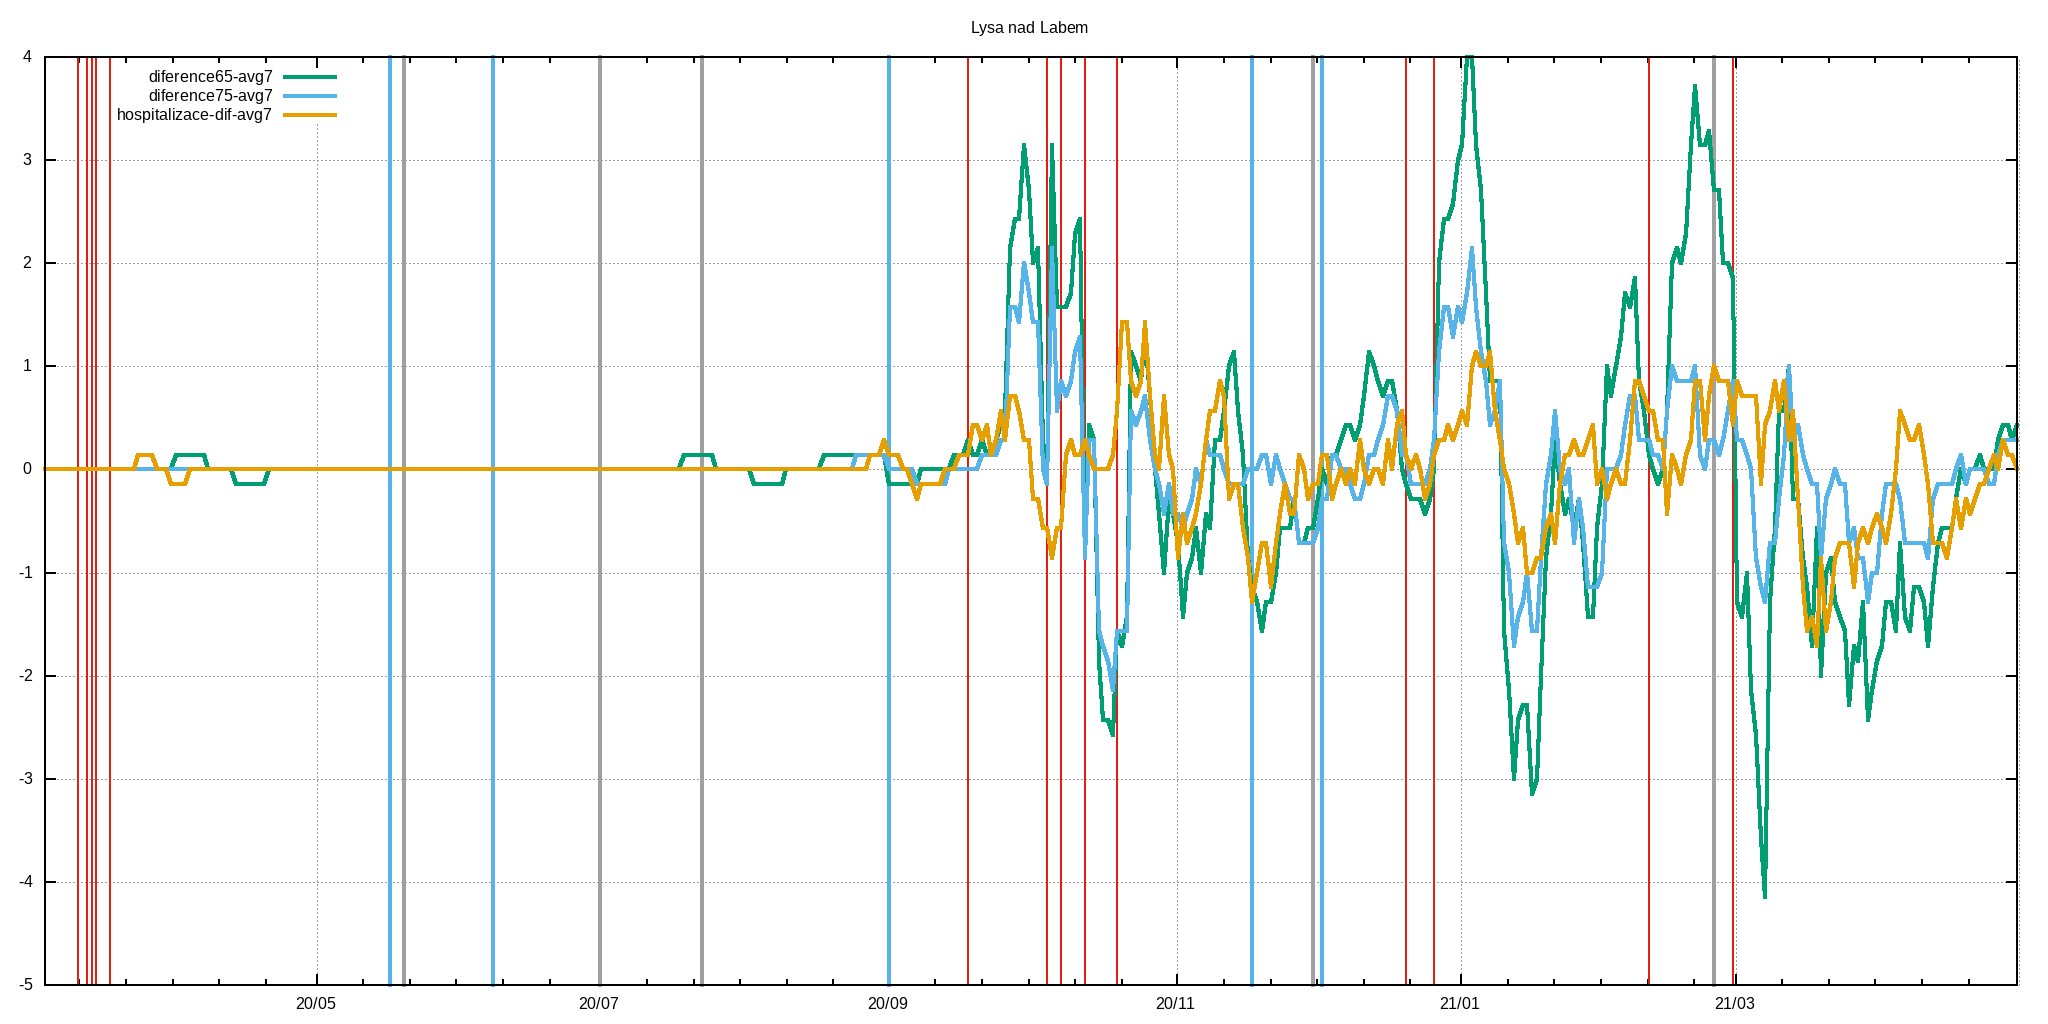 Lysa nad Labem
diference65-avg7
diference75-avg7
hospitalizace-dif-avg7
4
3
2
1
0
-1
-2
-3
-4
-5
20/05 20/07 20/09 20/11 21/01 21/03